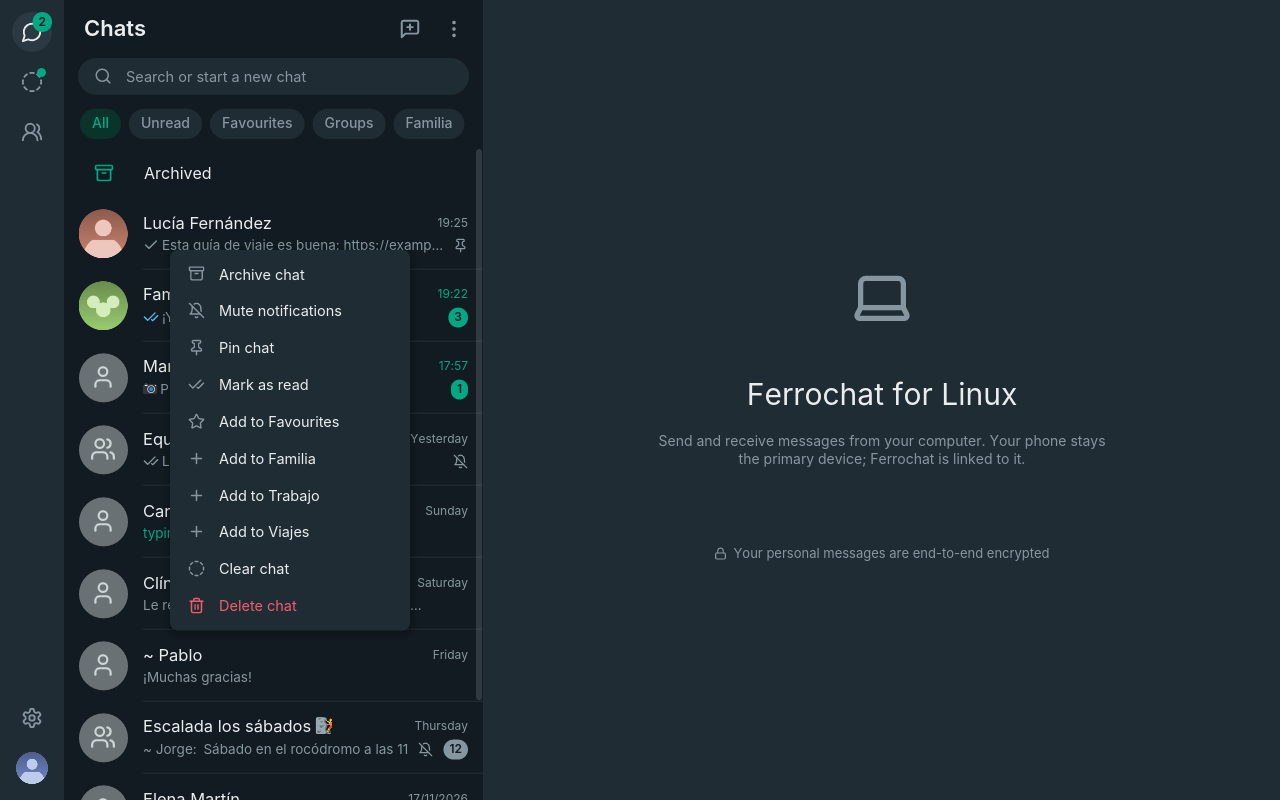 2
Chats
Search or start a new chat
All
Unread
Favourites
Groups
Familia
Archived
Lucía Fernández
19:25
Esta guía de viaje es buena: https://examp...
19:22
3
17:57
1
Yesterday
Sunday
Saturday
Le
...
Archive chat
Mute notifications
Pin chat
Mark as read
Add to Favourites
Add to Familia
Add to Trabajo
Add to Viajes
Clear chat
Delete chat
~ Pablo
Friday
¡Muchas gracias!
Escalada los sábados
Thursday
~ Jorge: Sábado en el rocódromo a las 11
12
Elena Martín
17/11/2026
Ferrochat for Linux
Send and receive messages from your computer. Your phone stays
the primary device; Ferrochat is linked to it.
Your personal messages are end-to-end encrypted